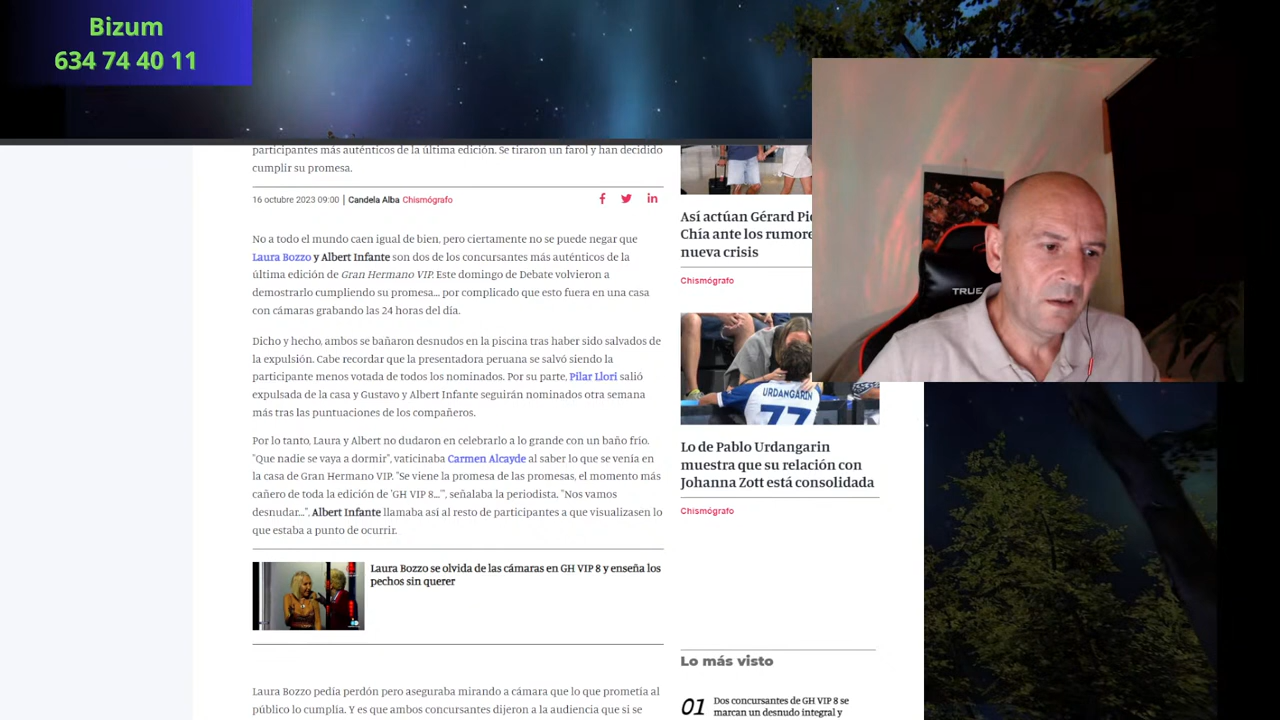 Bizum
634 74 40 11
participantes más auténticos de la última edición. Se tiraron un farol y han decidido
cumplir su promesa.
16 octubre 2023 09:00 | Candela Alba Chismógrafo
No a todo el mundo caen igual de bien, pero ciertamente no se puede negar que
Laura Bozzo y Albert Infante son dos de los concursantes más auténticos de la
última edición de Gran Hermano VIP. Este domingo de Debate volvieron a
demostrarlo cumpliendo su promesa... por complicado que esto fuera en una casa
con cámaras grabando las 24 horas del día.
Dicho y hecho, ambos se bañaron desnudos en la piscina tras haber sido salvados de
la expulsión. Cabe recordar que la presentadora peruana se salvó siendo la
participante menos votada de todos los nominados. Por su parte, Pilar Llori salió
expulsada de la casa y Gustavo y Albert Infante seguirán nominados otra semana
más tras las puntuaciones de los compañeros.
Por lo tanto, Laura y Albert no dudaron en celebrarlo a lo grande con un baño frío.
"Que nadie se vaya a dormir", vaticinaba Carmen Alcayde al saber lo que se venía en
la casa de Gran Hermano VIP. "Se viene la promesa de las promesas, el momento más
cañero de toda la edición de 'GH VIP 8...'", señalaba la periodista. "Nos vamos
desnudar...", Albert Infante llamaba así al resto de participantes a que visualizasen lo
que estaba a punto de ocurrir.
Laura Bozzo se olvida de las cámaras en GH VIP 8 y enseña los
pechos sin querer
Laura Bozzo pedía perdón pero aseguraba mirando a cámara que lo que prometía al
público lo cumplía. Y es que ambos concursantes dijeron a la audiencia que si se
Así actúan Gérard
Chía ante los
nueva crisis
Chismógrafo
URDANGARIN
77
Lo de Pablo Urdangarin
muestra que su relación con
Johanna Zott está consolidada
Chismógrafo
Lo más visto
01 Dos concursantes de GH VIP 8 se
marcan un desnudo integral y
TRUE